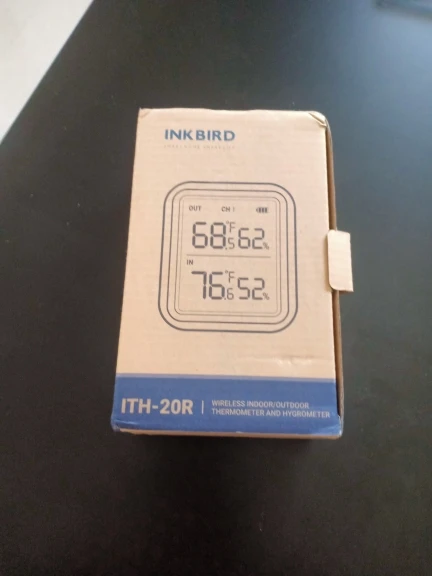 INKBIRD
OUT CH 1
68.5°F 62%
IN
76.6°F 52%
ITH-20R | WIRELESS INDOOR/OUTDOOR
THERMOMETER AND HYGROMETER